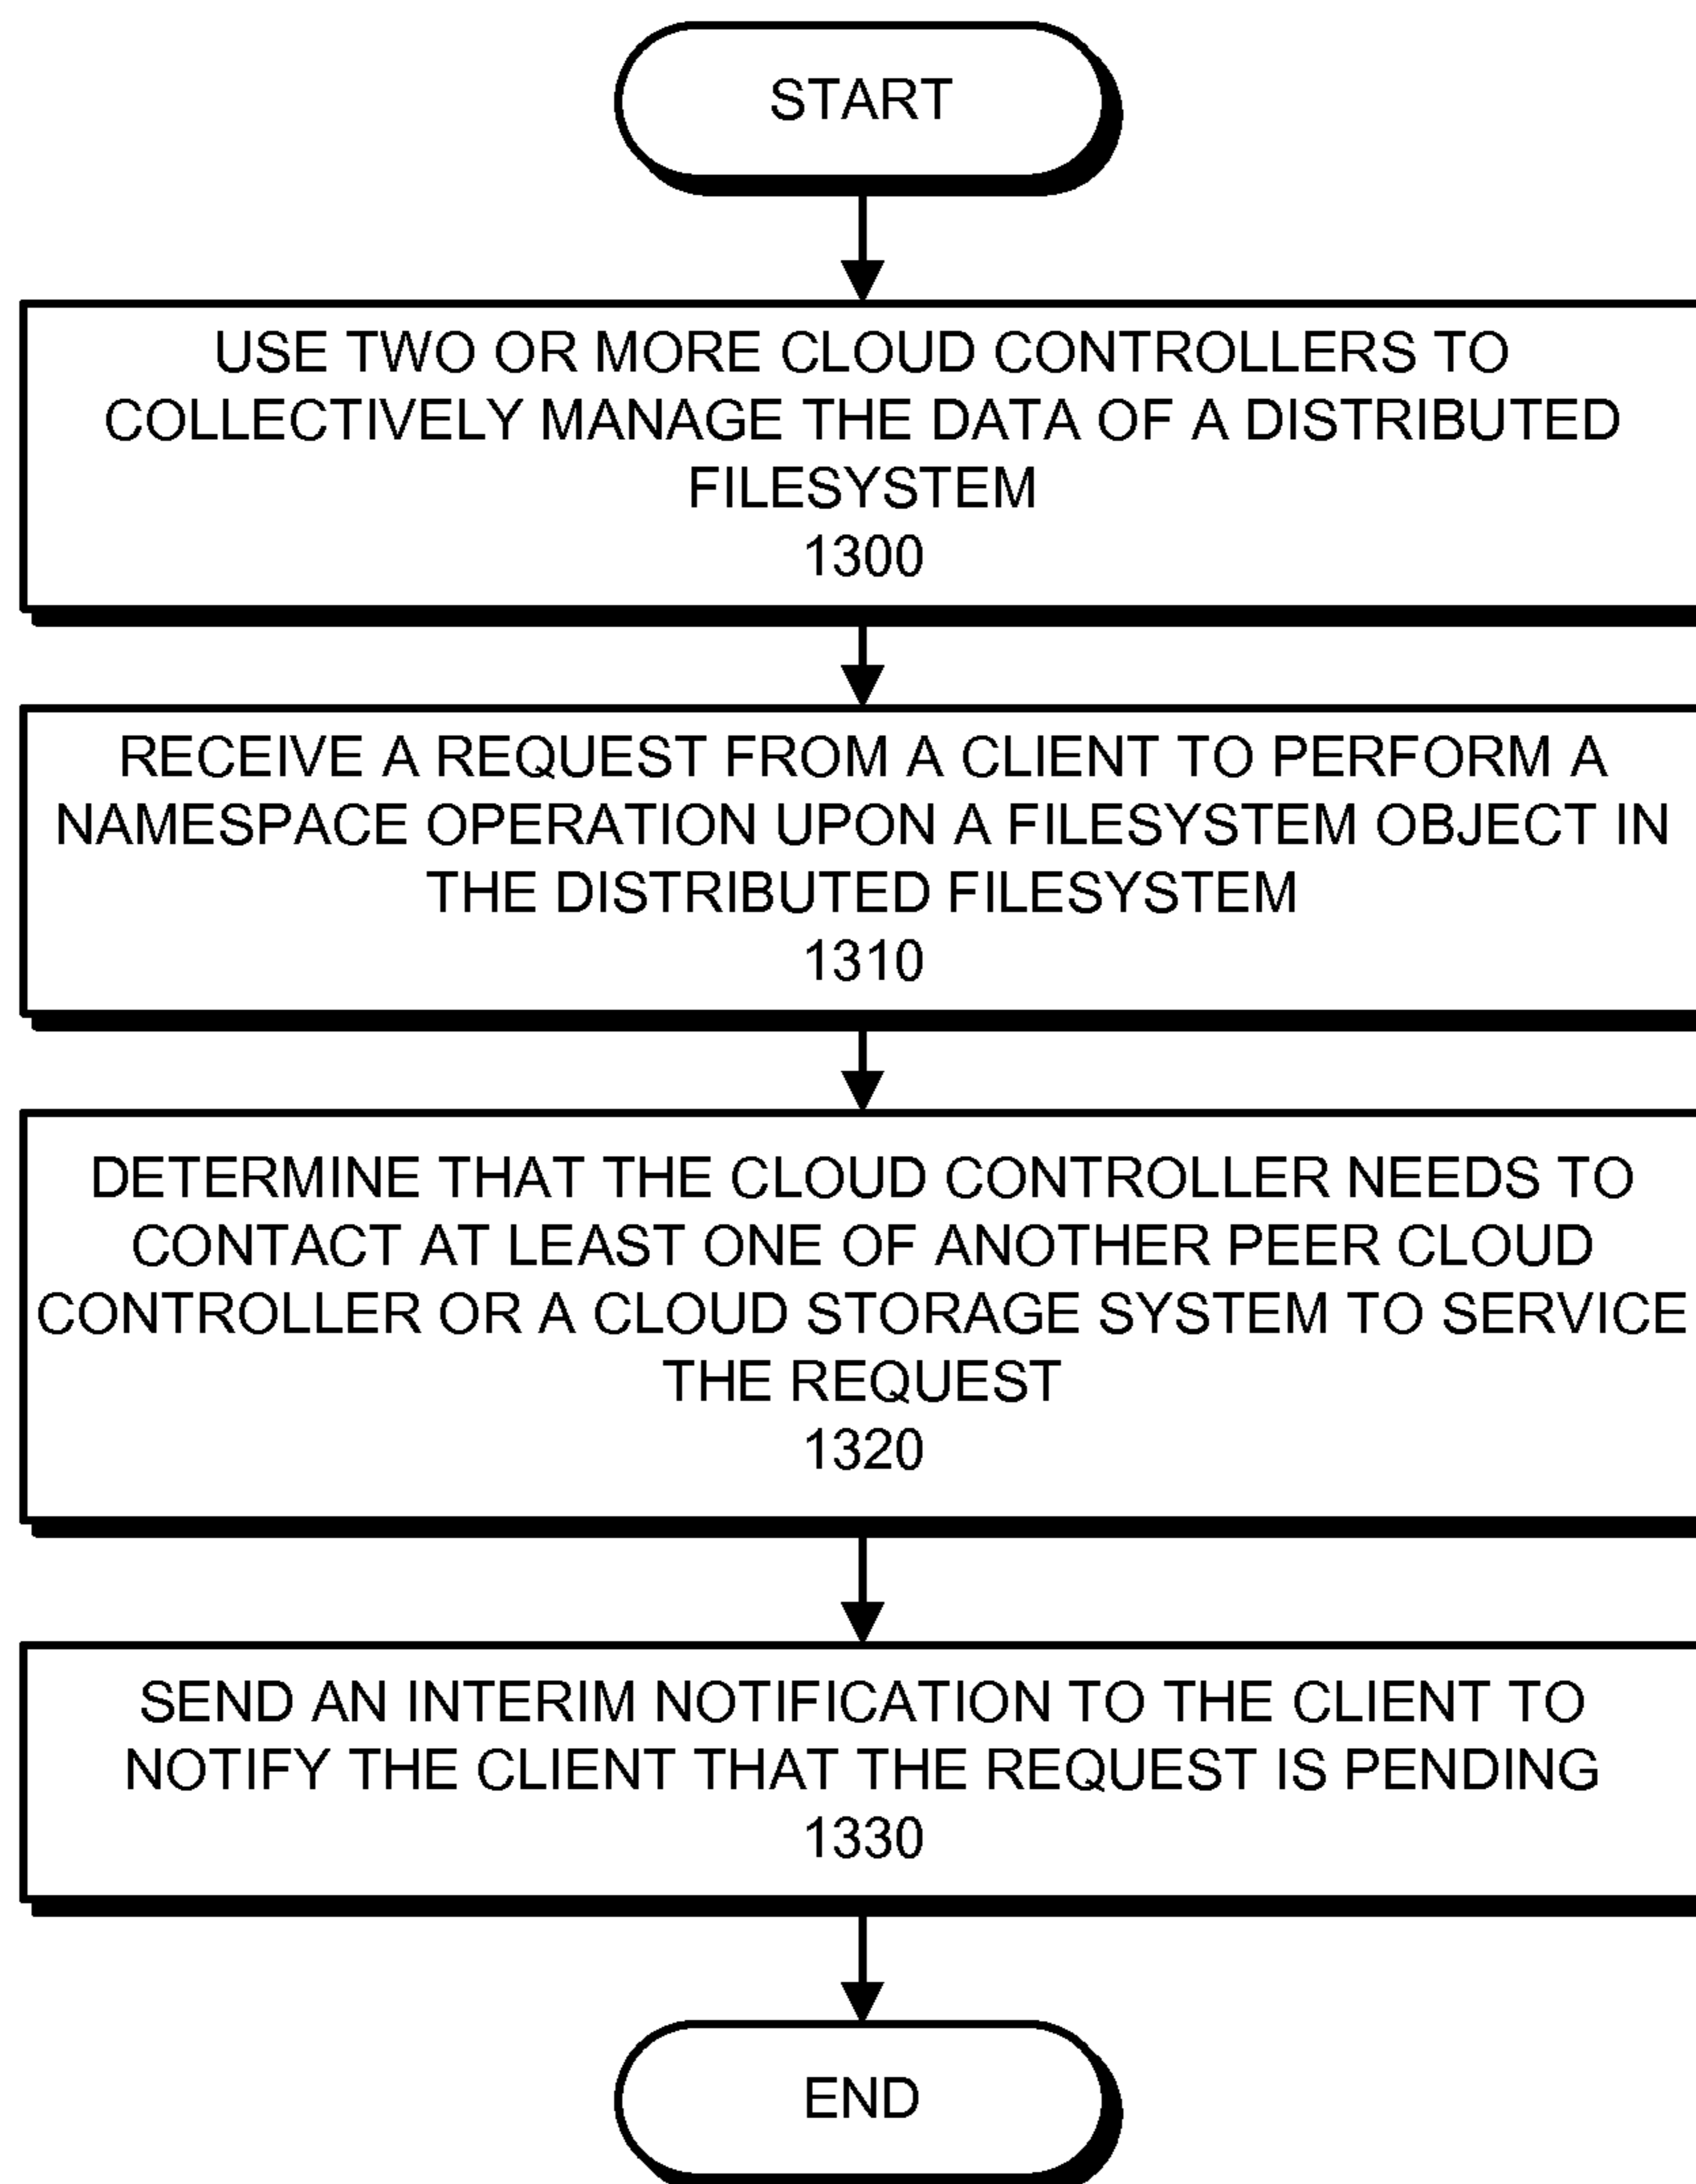 START
USE TWO OR MORE CLOUD CONTROLLERS TO
COLLECTIVELY MANAGE THE DATA OF A DISTRIBUTED
FILESYSTEM
1300
RECEIVE A REQUEST FROM A CLIENT TO PERFORM A
NAMESPACE OPERATION UPON A FILESYSTEM OBJECT IN
THE DISTRIBUTED FILESYSTEM
1310
DETERMINE THAT THE CLOUD CONTROLLER NEEDS TO
CONTACT AT LEAST ONE OF ANOTHER PEER CLOUD
CONTROLLER OR A CLOUD STORAGE SYSTEM TO SERVICE
THE REQUEST
1320
SEND AN INTERIM NOTIFICATION TO THE CLIENT TO
NOTIFY THE CLIENT THAT THE REQUEST IS PENDING
1330
END